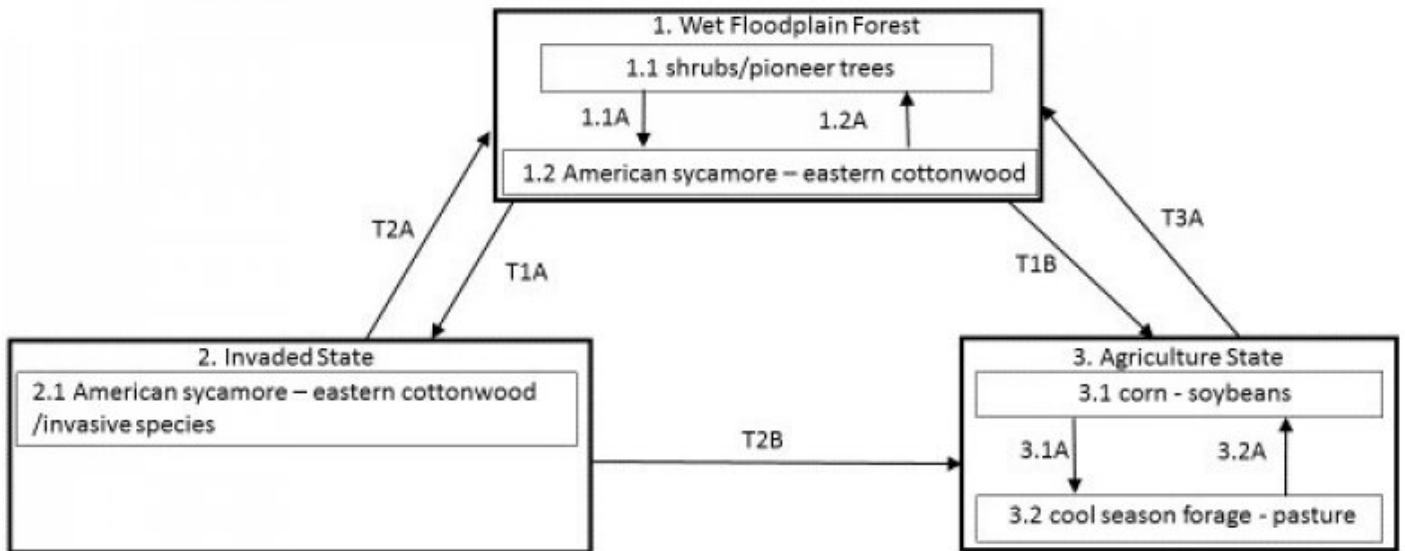 1. Wet Floodplain Forest
1.1 shrubs/pioneer trees
1.1A
1.2A
1.2 American sycamore – eastern cottonwood
T2A
T1A
T1B
T3A
2. Invaded State
2.1 American sycamore – eastern cottonwood
/invasive species
T2B
3. Agriculture State
3.1 corn - soybeans
3.1A
3.2A
3.2 cool season forage - pasture